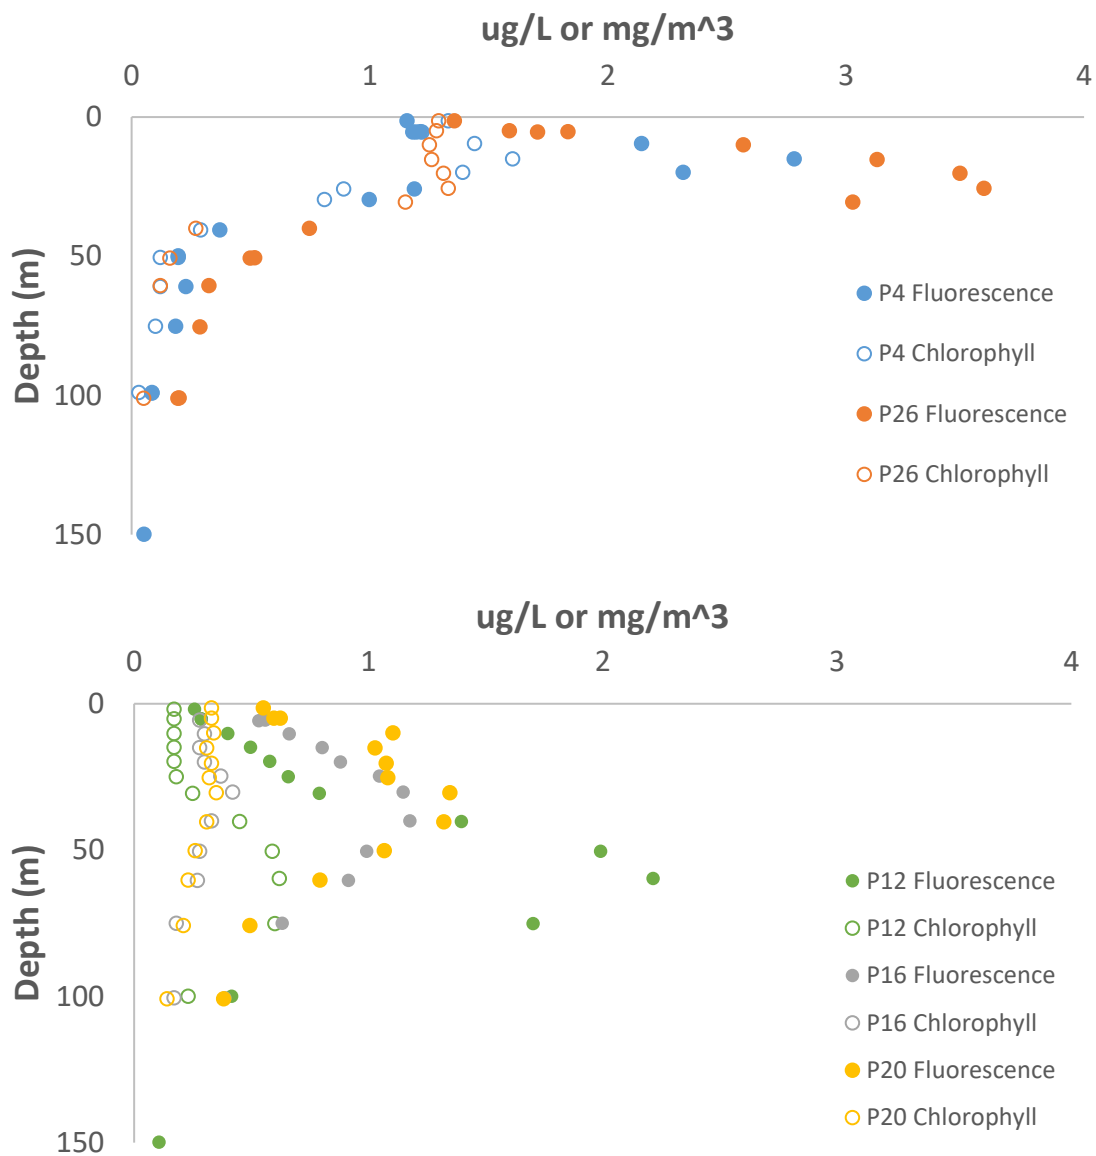 ug/L or mg/m^3
0 1 2 3 4
0
50
100
150
Depth (m)
P4 Fluorescence
P4 Chlorophyll
P26 Fluorescence
P26 Chlorophyll
ug/L or mg/m^3
0 1 2 3 4
0
50
100
150
Depth (m)
P12 Fluorescence
P12 Chlorophyll
P16 Fluorescence
P16 Chlorophyll
P20 Fluorescence
P20 Chlorophyll